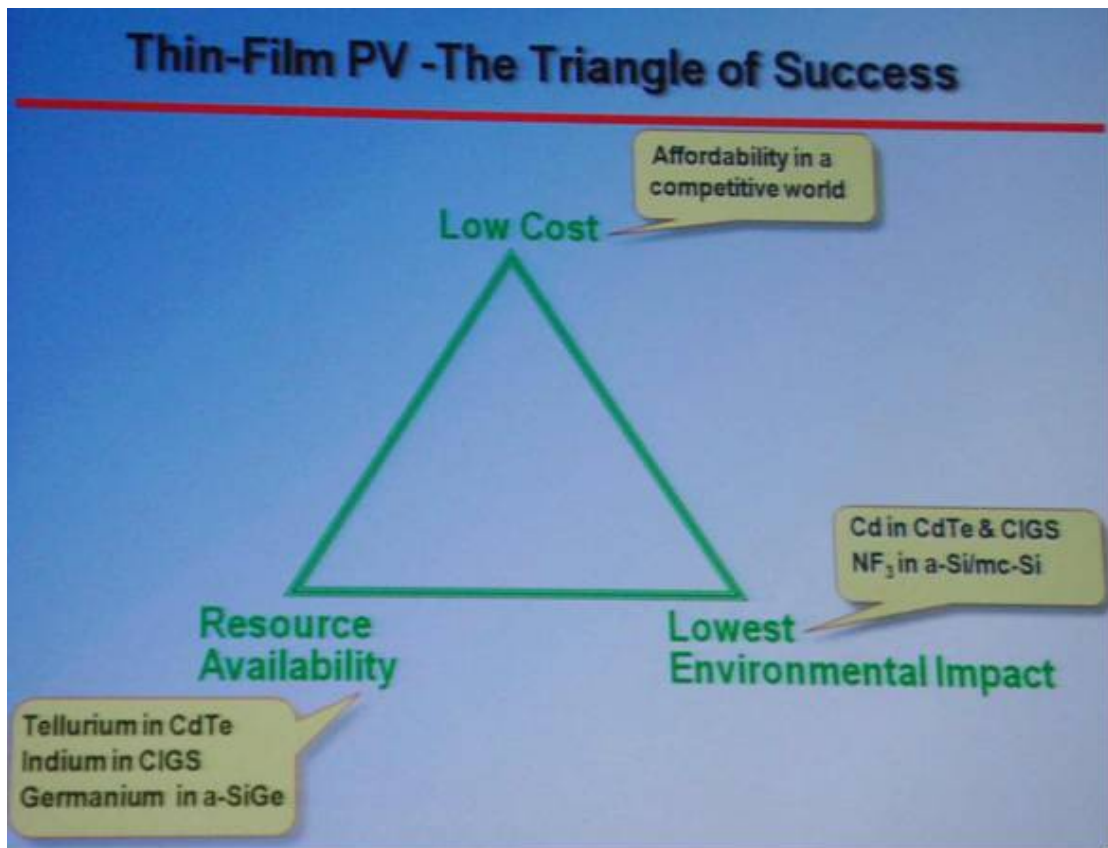 Thin-Film PV -The Triangle of Success
Affordability in a
competitive world
Low Cost
Cd in CdTe & CIGS
NF₃ in a-Si/mc-Si
Resource
Availability
Lowest
Environmental Impact
Tellurium in CdTe
Indium in CIGS
Germanium in a-SiGe